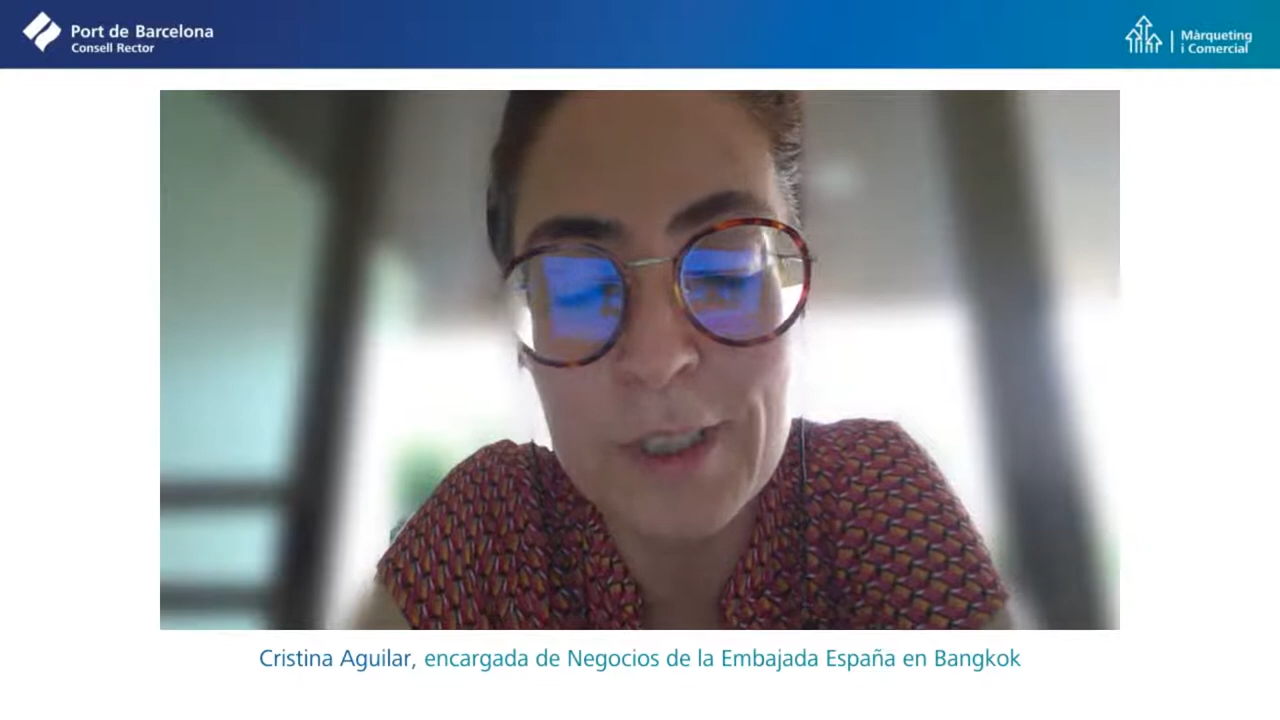 Port de Barcelona
Consell Rector
Màrqueting
i Comercial
Cristina Aguilar, encargada de Negocios de la Embajada España en Bangkok